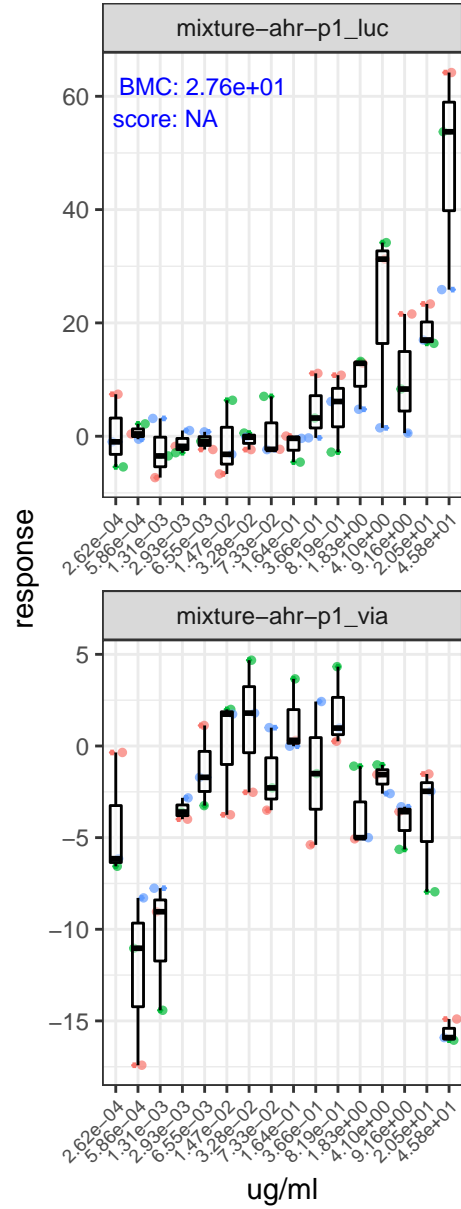 mixture−ahr−p1_luc
BMC: 2.76e+01
score: NA
60
40
20
0
2.62e−04
5.86e−04
1.31e−03
2.93e−03
6.55e−03
1.47e−02
3.28e−02
7.33e−02
1.64e−01
3.66e−01
8.19e−01
1.83e+00
4.10e+00
9.16e+00
2.05e+01
4.58e+01
response
mixture−ahr−p1_via
5
0
−5
−10
−15
2.62e−04
5.86e−04
1.31e−03
2.93e−03
6.55e−03
1.47e−02
3.28e−02
7.33e−02
1.64e−01
3.66e−01
8.19e−01
1.83e+00
4.10e+00
9.16e+00
2.05e+01
4.58e+01
ug/ml